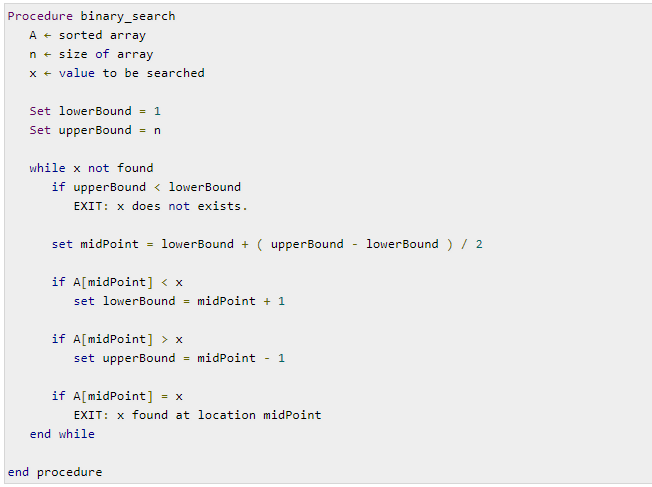 Procedure binary_search
   A ← sorted array
   n ← size of array
   x ← value to be searched

   Set lowerBound = 1
   Set upperBound = n

   while x not found
      if upperBound < lowerBound
         EXIT: x does not exists.

      set midPoint = lowerBound + ( upperBound - lowerBound ) / 2

      if A[midPoint] < x
         set lowerBound = midPoint + 1

      if A[midPoint] > x
         set upperBound = midPoint - 1

      if A[midPoint] = x
         EXIT: x found at location midPoint
   end while

end procedure